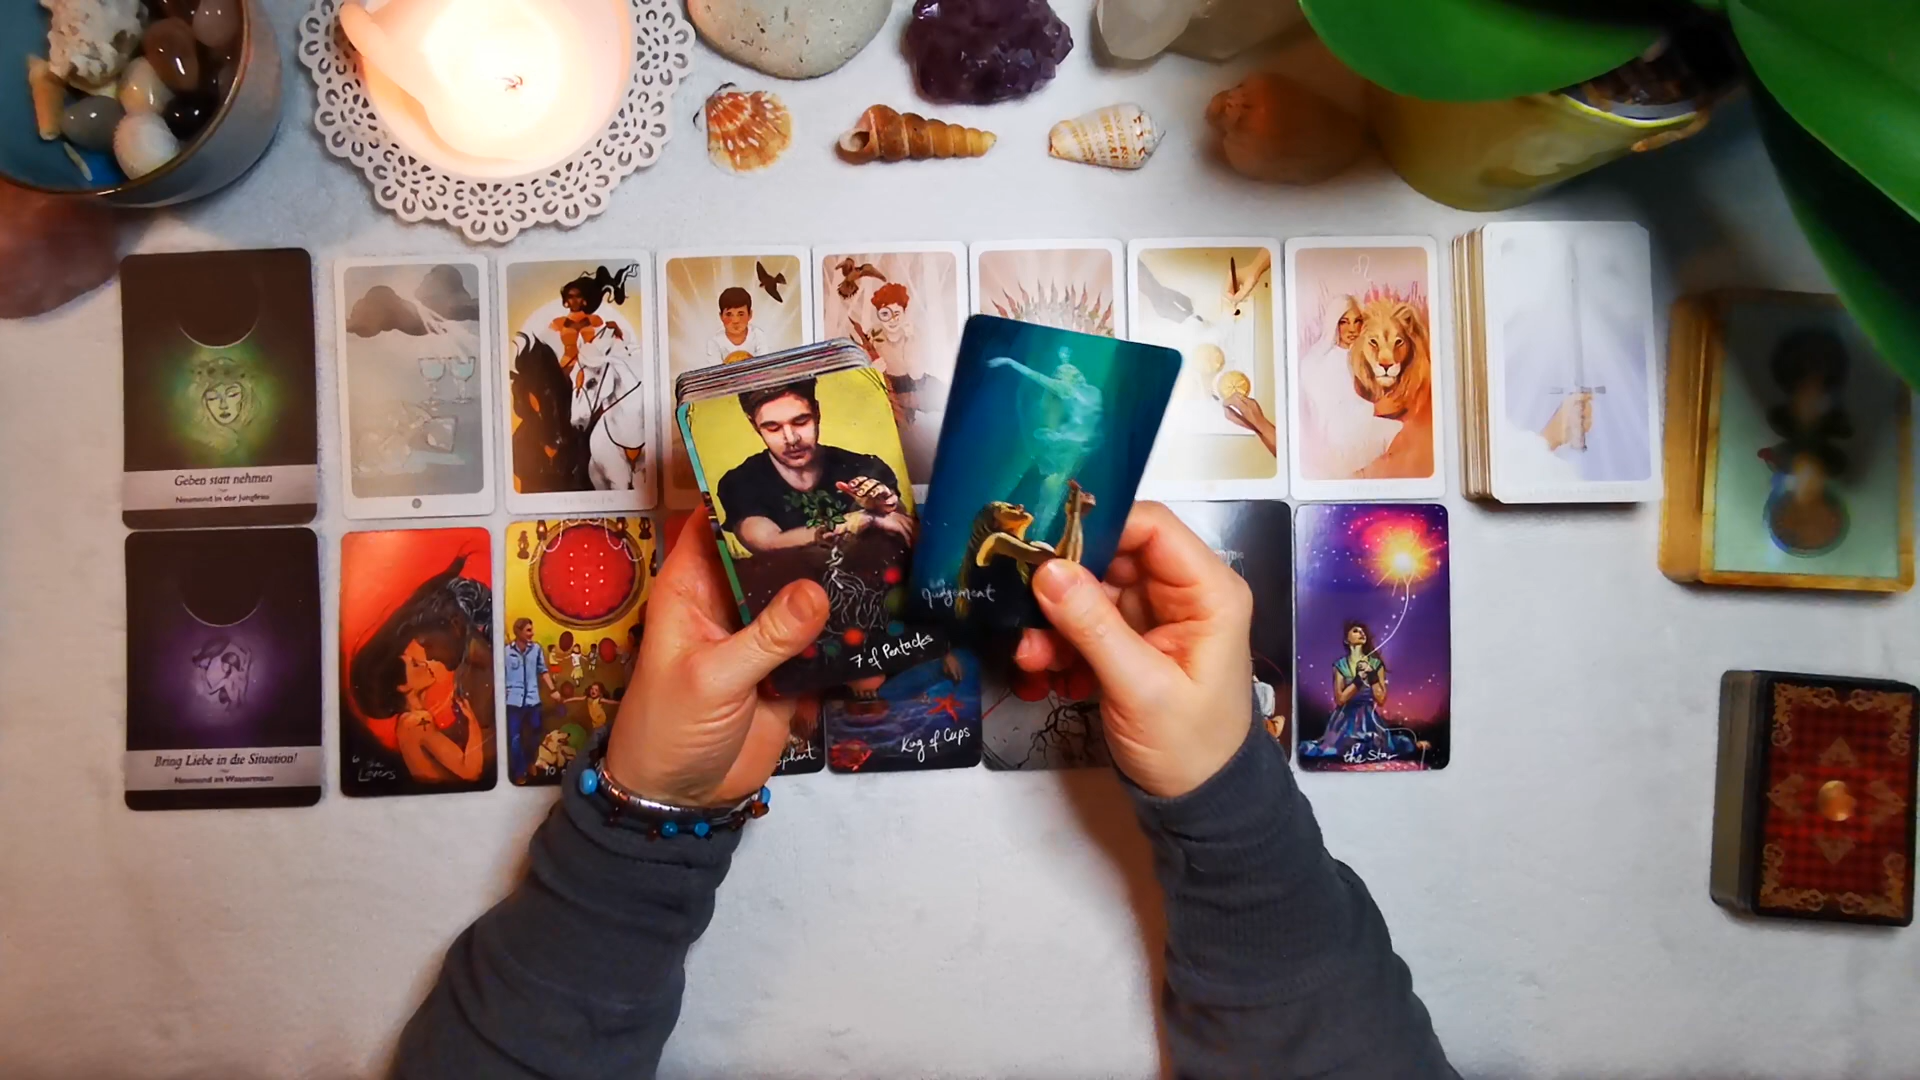 Geben statt nehmen
Neumond in der Jungfrau
7 of Pentacles
Judgement
Bring Liebe in die Situation!
Neumond im Wassermann
6 the Lovers
10
ophant
King of Cups
the Star